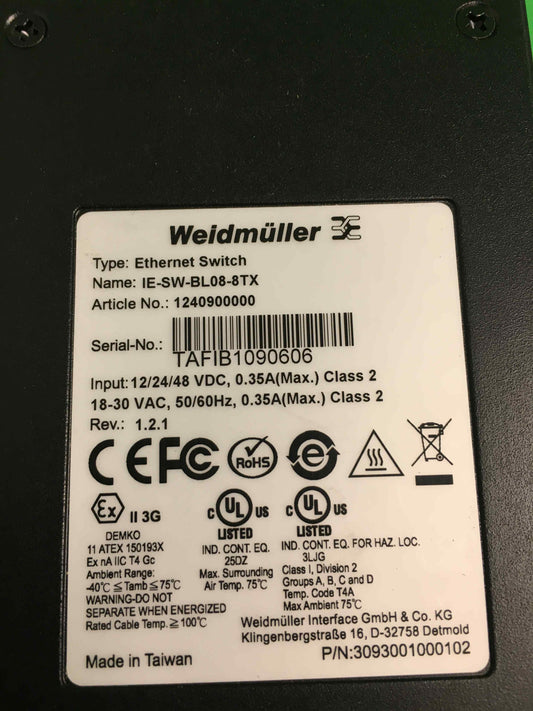 Weidmüller
Type: Ethernet Switch
Name: IE-SW-BL08-8TX
Article No.: 1240900000
Serial-No.:
TAFIB1090606
Input: 12/24/48 VDC, 0.35A(Max.) Class 2
18-30 VAC, 50/60Hz, 0.35A(Max.) Class 2
Rev.: 1.2.1
CE FC RoHS e
Ex II 3G
DEMKO
11 ATEX 150193X
Ex nA IIC T4 Gc
Ambient Range:
-40℃ ≦ Tamb ≦ 75℃
WARNING-DO NOT
SEPARATE WHEN ENERGIZED
Rated Cable Temp. ≧ 100℃
c UL us
LISTED
IND. CONT. EQ.
25DZ
Max. Surrounding
Air Temp. 75℃
c UL us
LISTED
IND. CONT. EQ. FOR HAZ. LOC.
3LJG
Class I, Division 2
Groups A, B, C and D
Temp. Code T4A
Max Ambient 75℃
Weidmüller Interface GmbH & Co. KG
Klingenbergstraße 16, D-32758 Detmold
Made in Taiwan
P/N:3093001000102